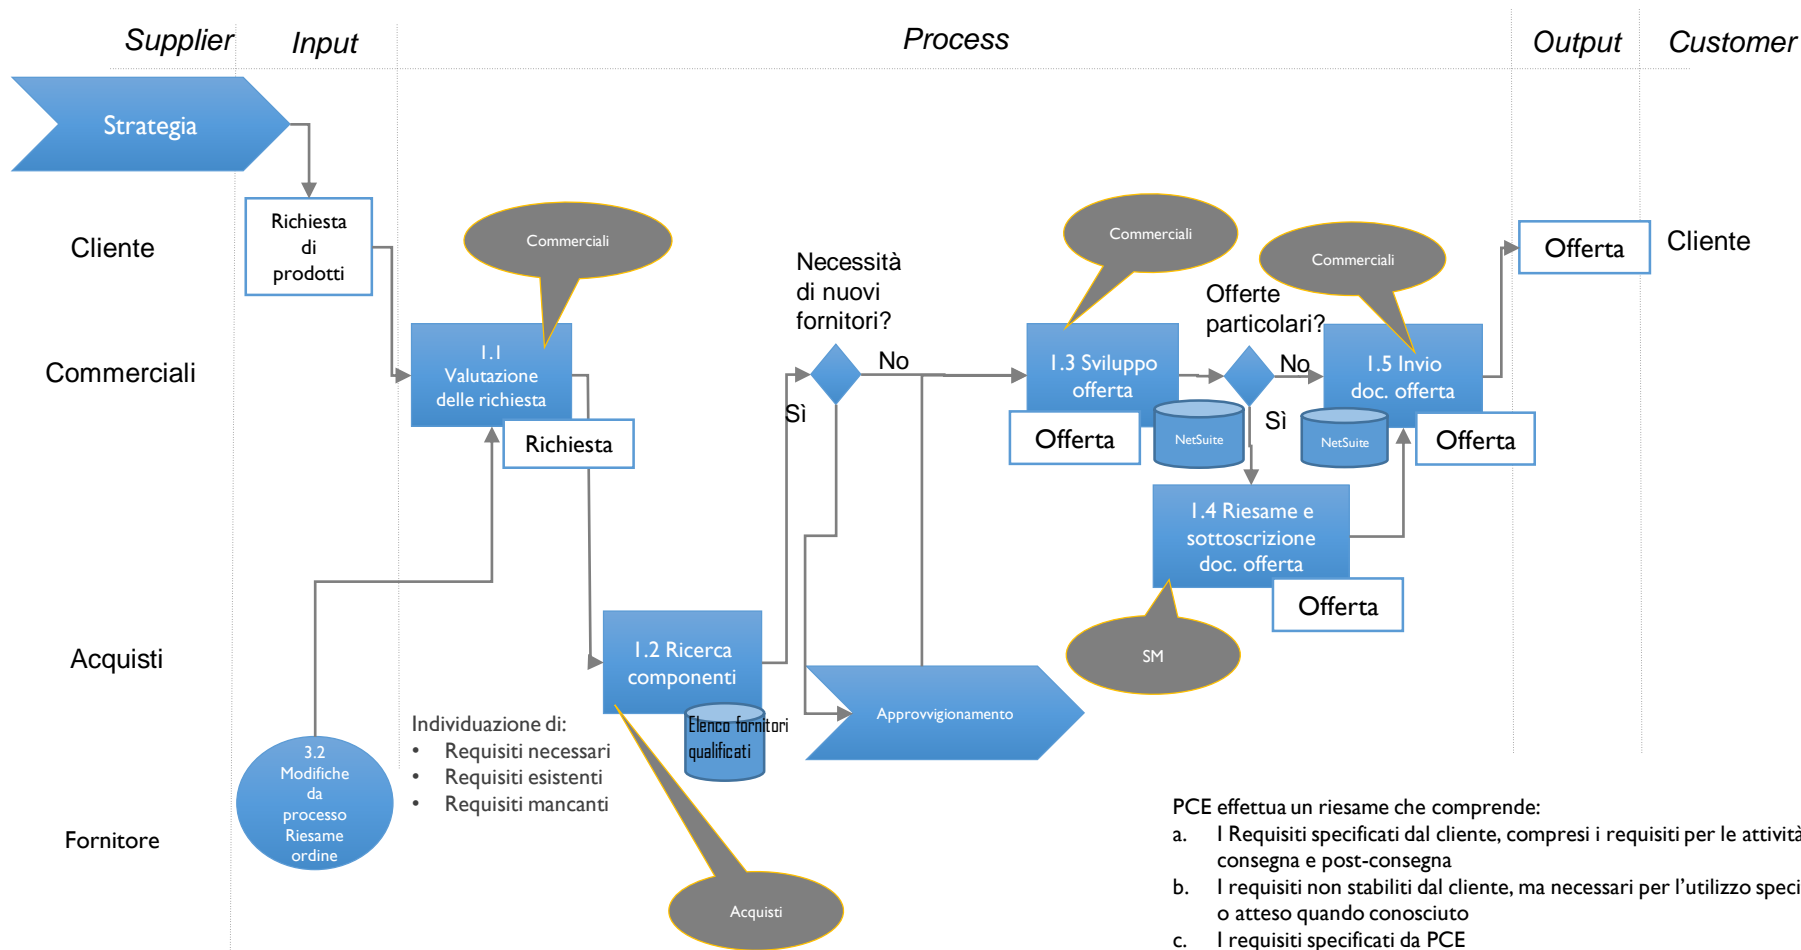 Supplier
Input
Process
Output
Customer
Strategia
Cliente
Richiesta
di
prodotti
Commerciali
Commerciali
Commerciali
Offerta
Cliente
Necessità
di nuovi
fornitori?
Offerte
particolari?
Commerciali
1.1
Valutazione
delle richiesta
Richiesta
No
Sì
1.3 Sviluppo
offerta
Offerta
NetSuite
No
Sì
1.5 Invio
doc. offerta
NetSuite
Offerta
1.4 Riesame e
sottoscrizione
doc. offerta
Offerta
SM
Acquisti
1.2 Ricerca
componenti
Elenco fornitori
qualificati
Approvvigionamento
Individuazione di:
• Requisiti necessari
• Requisiti esistenti
• Requisiti mancanti
3.2
Modifiche
da
processo
Riesame
ordine
Fornitore
Acquisti
PCE effettua un riesame che comprende:
a. I Requisiti specificati dal cliente, compresi i requisiti per le attività
consegna e post-consegna
b. I requisiti non stabiliti dal cliente, ma necessari per l'utilizzo speci
o atteso quando conosciuto
c. I requisiti specificati da PCE